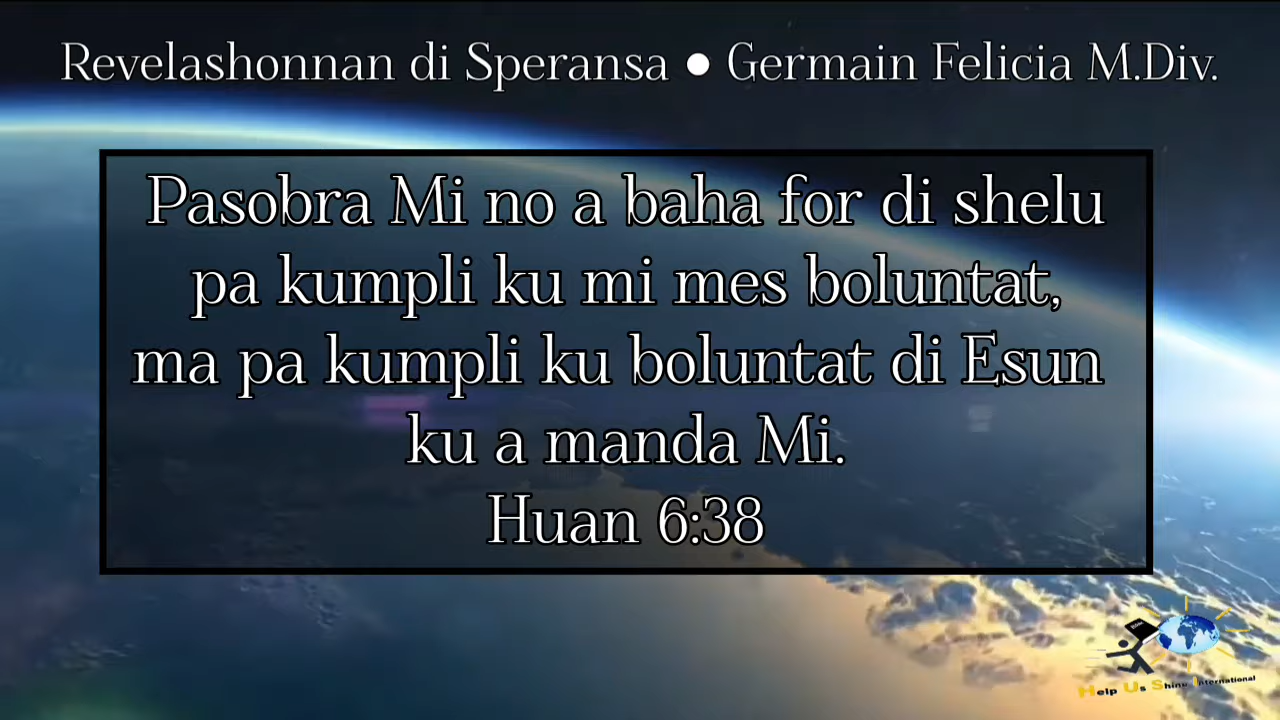 Revelashonnan di Speransa ● Germain Felicia M.Div.
Pasobra Mi no a baha for di shelu
pa kumpli ku mi mes boluntat,
ma pa kumpli ku boluntat di Esun
ku a manda Mi.
Huan 6:38
Help Us Shine International